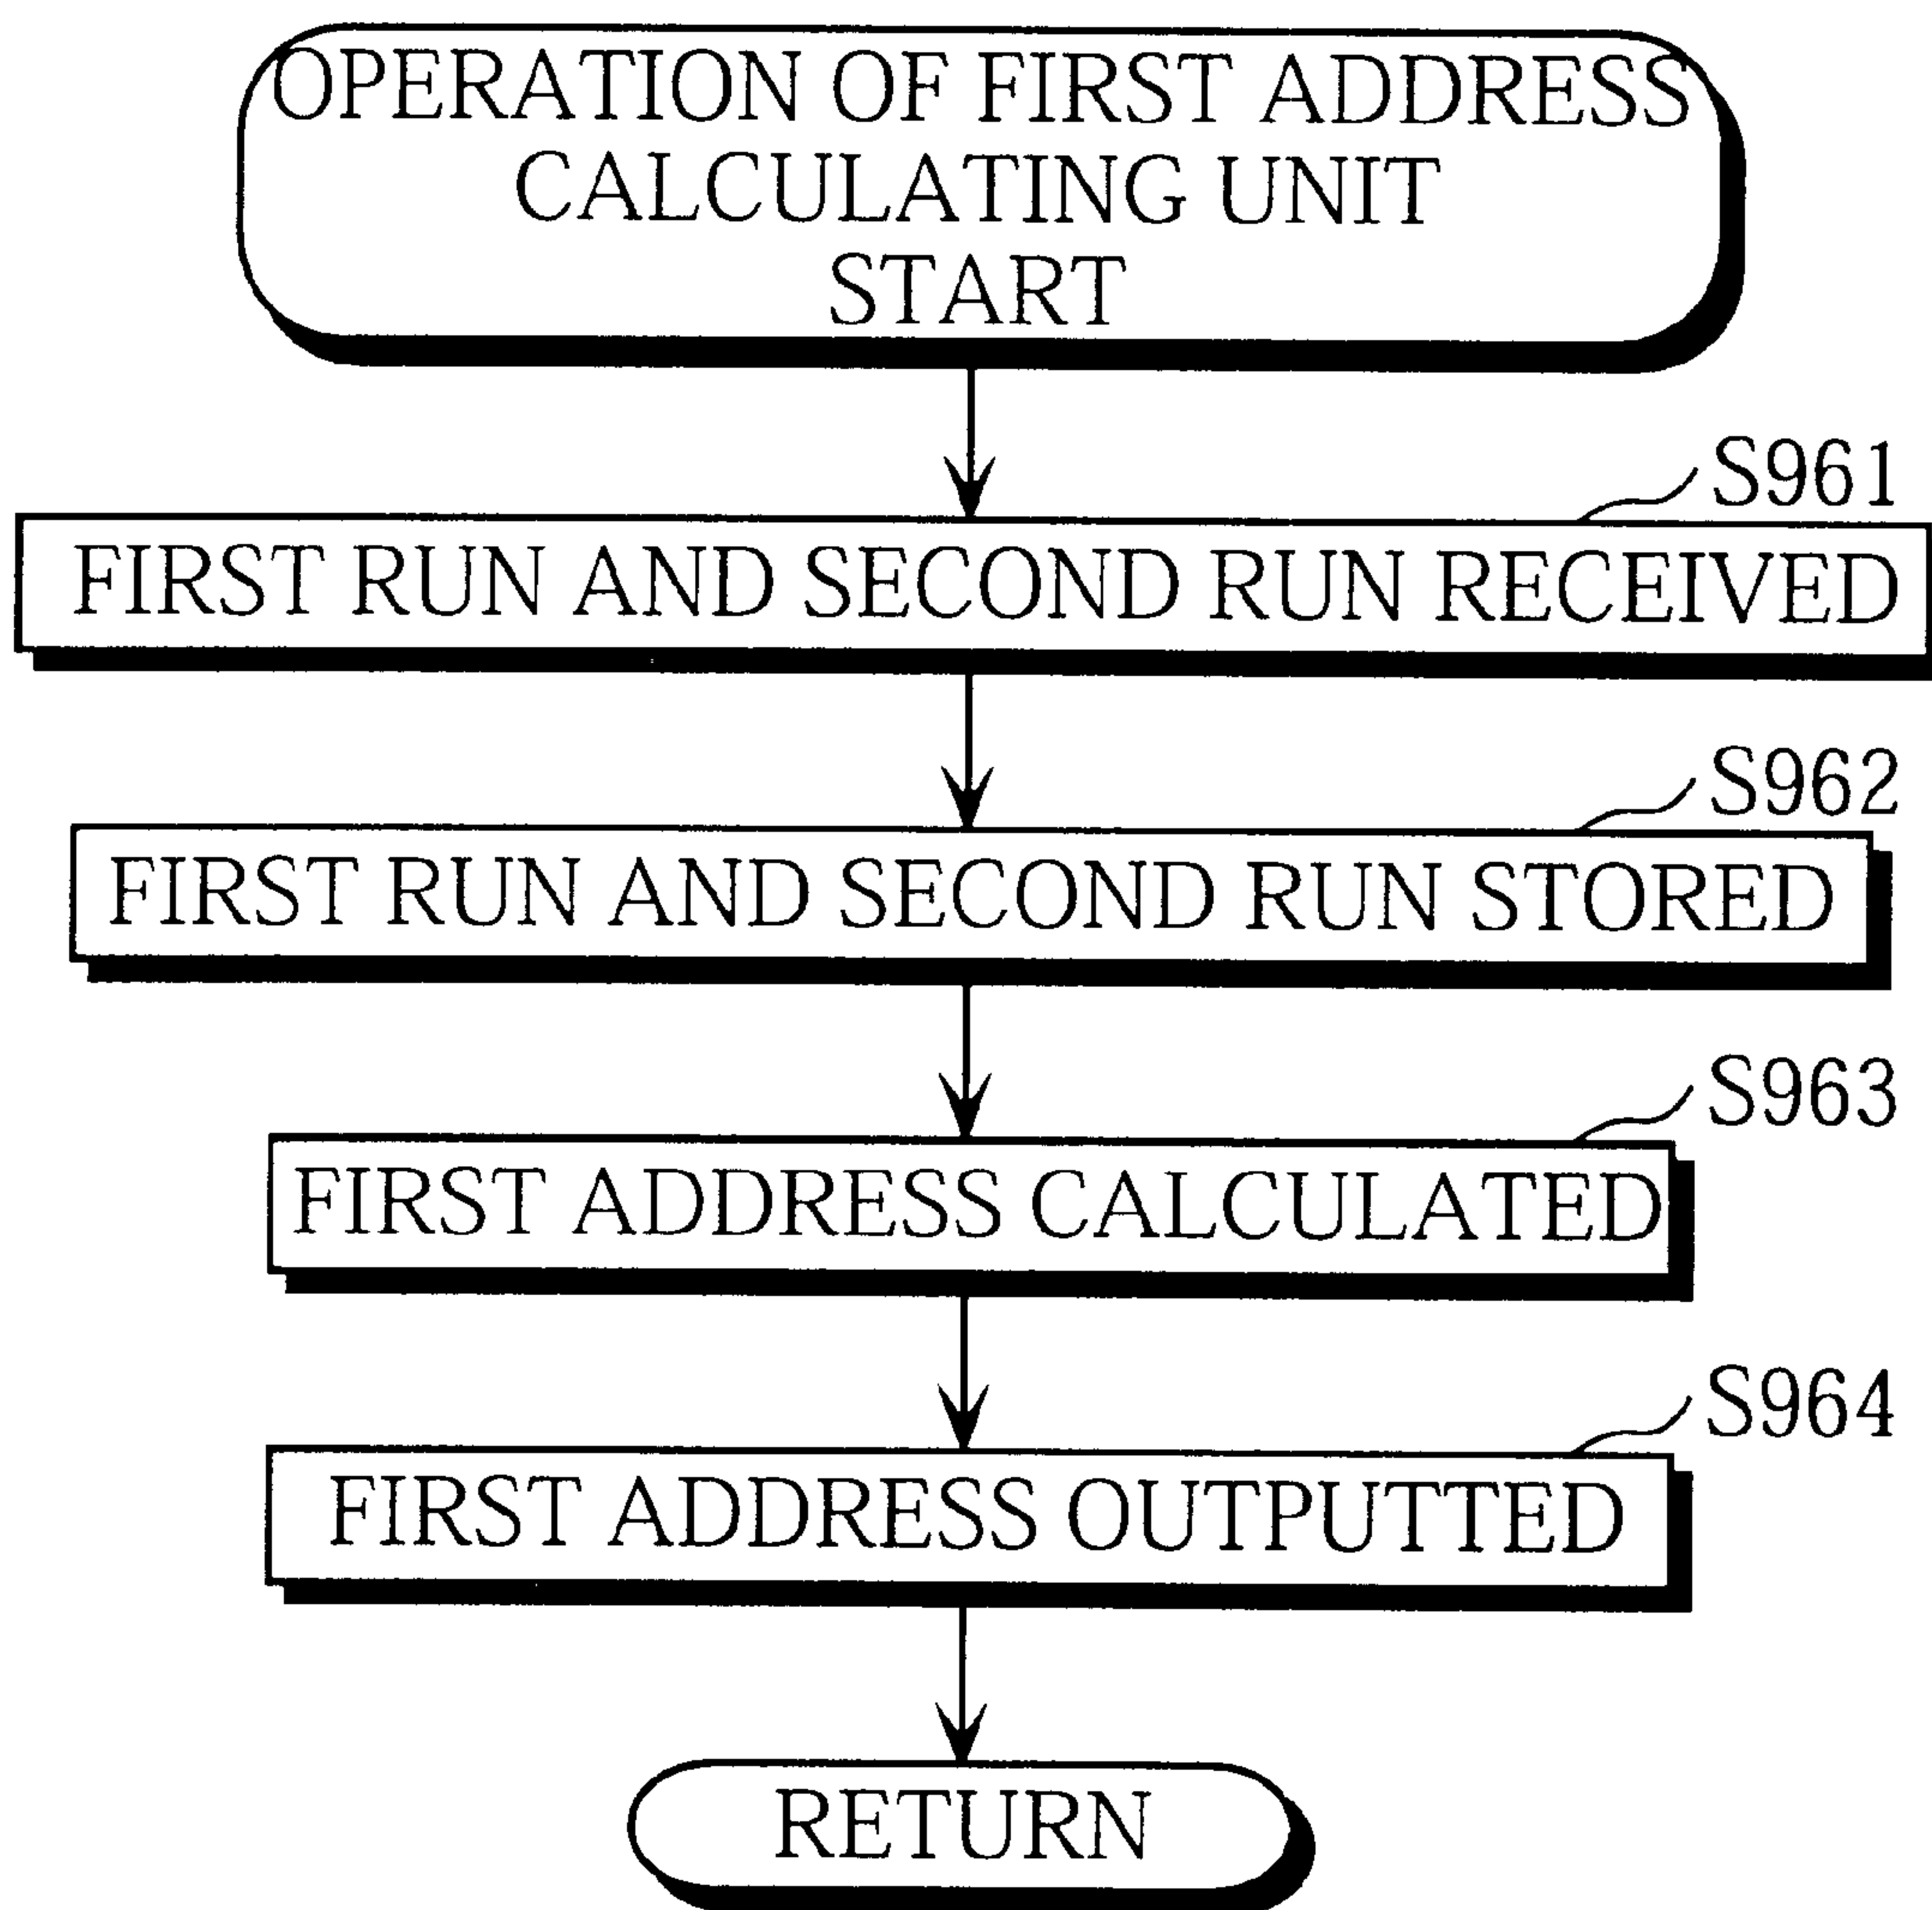 OPERATION OF FIRST ADDRESS
CALCULATING UNIT
START
S961
FIRST RUN AND SECOND RUN RECEIVED
S962
FIRST RUN AND SECOND RUN STORED
S963
FIRST ADDRESS CALCULATED
S964
FIRST ADDRESS OUTPUTTED
RETURN